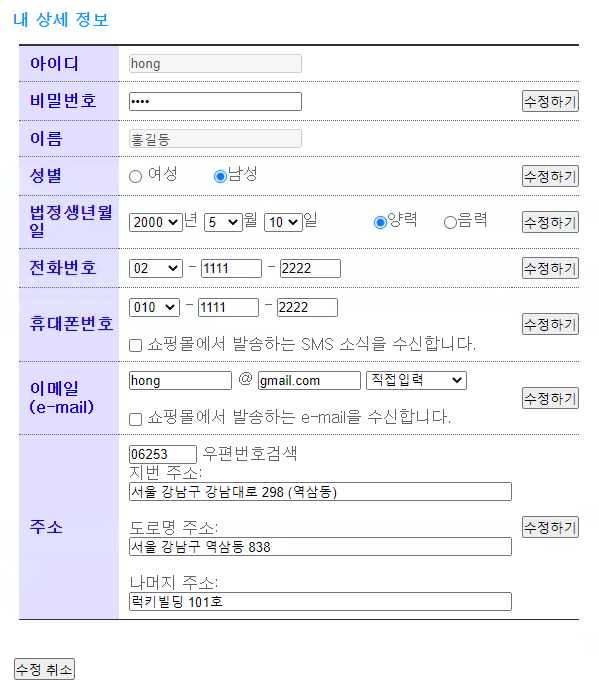 내 상세 정보
아이디 hong
비밀번호 •••• 수정하기
이름 홍길동
성별 여성 남성 수정하기
법정생년월
일 2000 년 5 월 10 일 양력 음력 수정하기
전화번호 02 - 1111 - 2222 수정하기
휴대폰번호 010 - 1111 - 2222 수정하기
쇼핑몰에서 발송하는 SMS 소식을 수신합니다.
이메일
(e-mail) hong @ gmail.com 직접입력 수정하기
쇼핑몰에서 발송하는 e-mail을 수신합니다.
주소
06253 우편번호검색
지번 주소:
서울 강남구 강남대로 298 (역삼동)
도로명 주소: 수정하기
서울 강남구 역삼동 838
나머지 주소:
럭키빌딩 101호
수정 취소